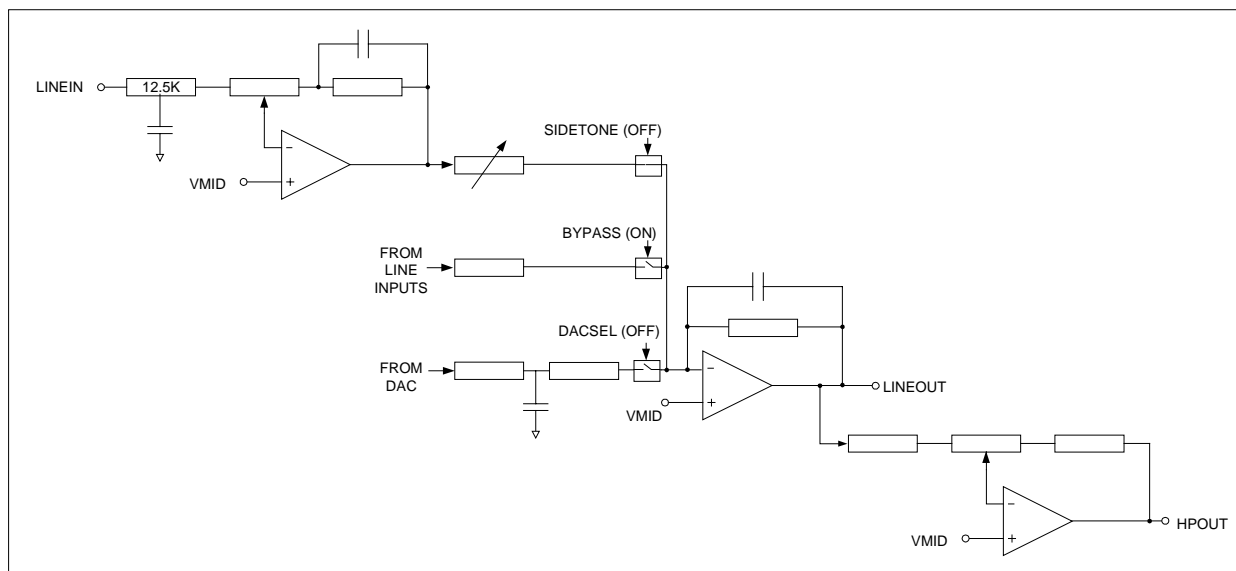 LINEIN
12.5K
−
+
VMID
SIDETONE (OFF)
BYPASS (ON)
FROM
LINE
INPUTS
DACSEL (OFF)
FROM
DAC
−
+
VMID
LINEOUT
−
+
VMID
HPOUT